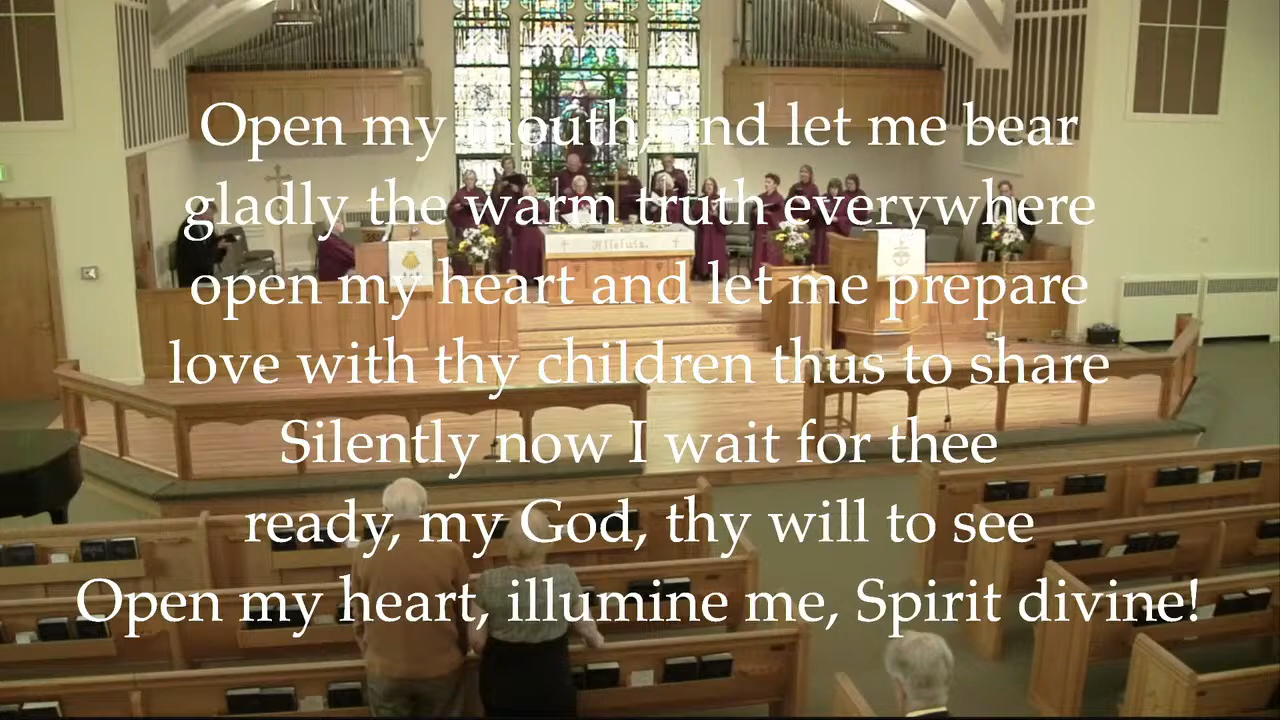 Open my mouth, and let me bear
gladly the warm truth everywhere
open my heart and let me prepare
love with thy children thus to share
Silently now I wait for thee
ready, my God, thy will to see
Open my heart, illumine me, Spirit divine!
Alleluia.